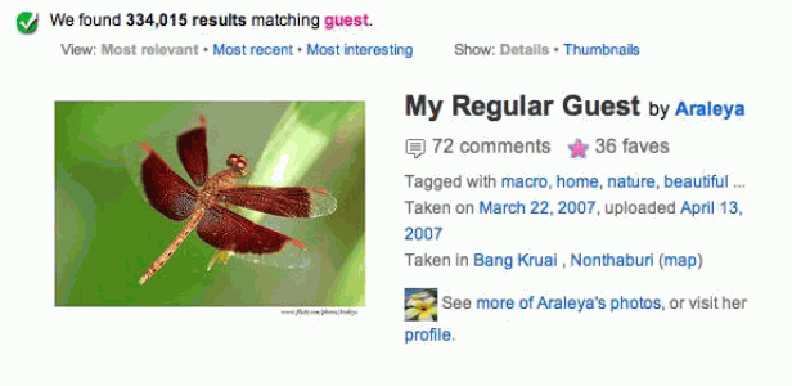 We found 334,015 results matching guest.
View: Most relevant • Most recent • Most interesting Show: Details • Thumbnails
My Regular Guest by Araleya
72 comments 36 faves
Tagged with macro, home, nature, beautiful ...
Taken on March 22, 2007, uploaded April 13,
2007
Taken in Bang Kruai , Nonthaburi (map)
www.flickr.com/photos/Araleya
See more of Araleya's photos, or visit her
profile.